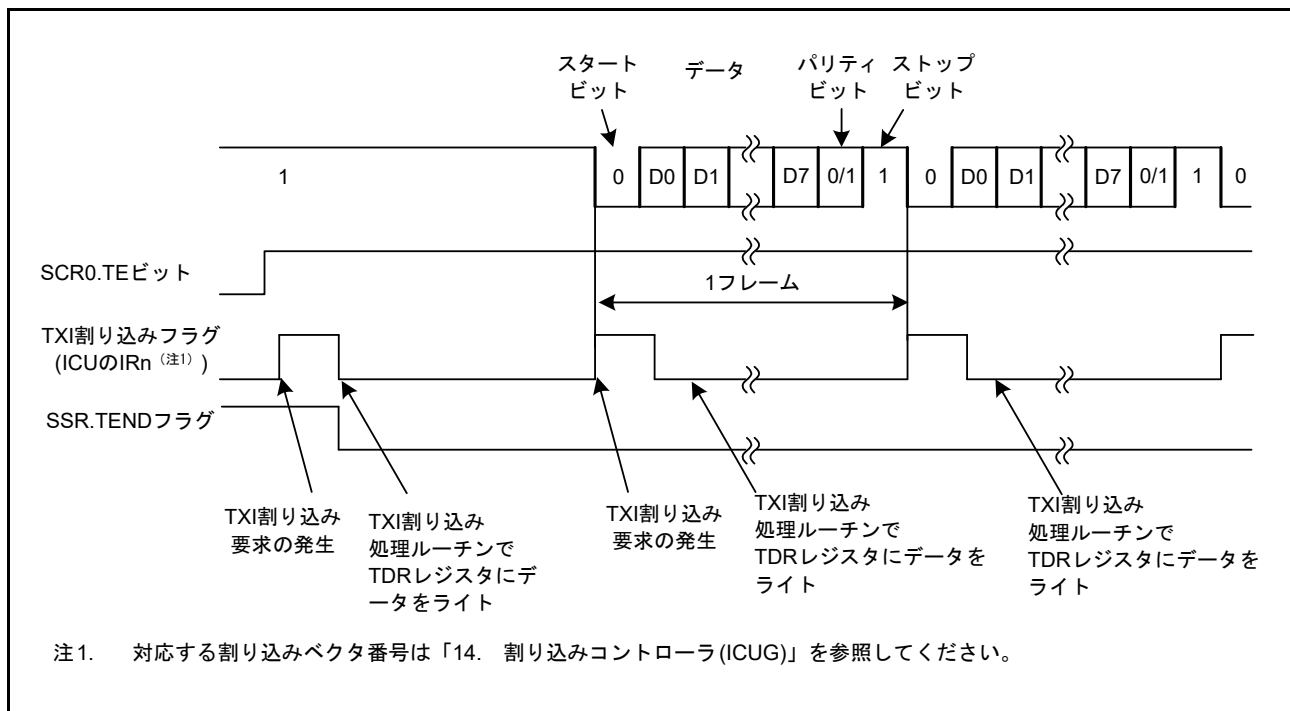 スタート
ビット
データ
パリティ
ビット
ストップ
ビット
1
0 D0 D1 D7 0/1 1 0 D0 D1 D7 0/1 1 0
SCR0.TEビット
1フレーム
TXI割り込みフラグ
(ICUのIRn (注1) )
SSR.TENDフラグ
TXI割り込み
要求の発生
TXI割り込み
処理ルーチンで
TDRレジスタにデ
ータをライト
TXI割り込み
要求の発生
TXI割り込み
処理ルーチンで
TDRレジスタにデータを
ライト
TXI割り込み
処理ルーチンで
TDRレジスタにデータを
ライト
注1. 対応する割り込みベクタ番号は「14. 割り込みコントローラ(ICUG)」を参照してください。